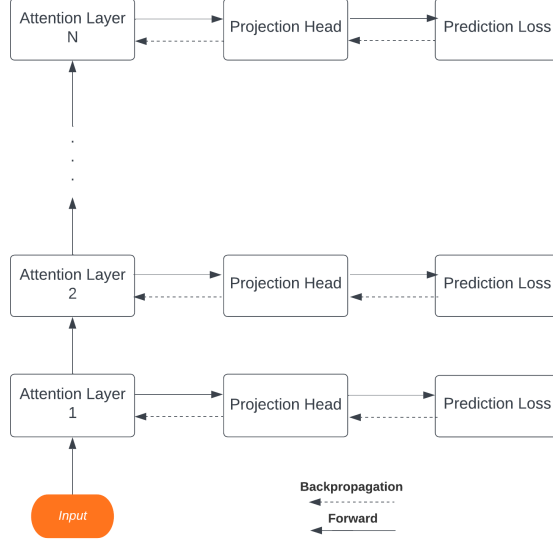 Attention Layer
N
Projection Head
Prediction Loss
.
.
.
Attention Layer
2
Projection Head
Prediction Loss
Attention Layer
1
Projection Head
Prediction Loss
Input
Backpropagation
Forward